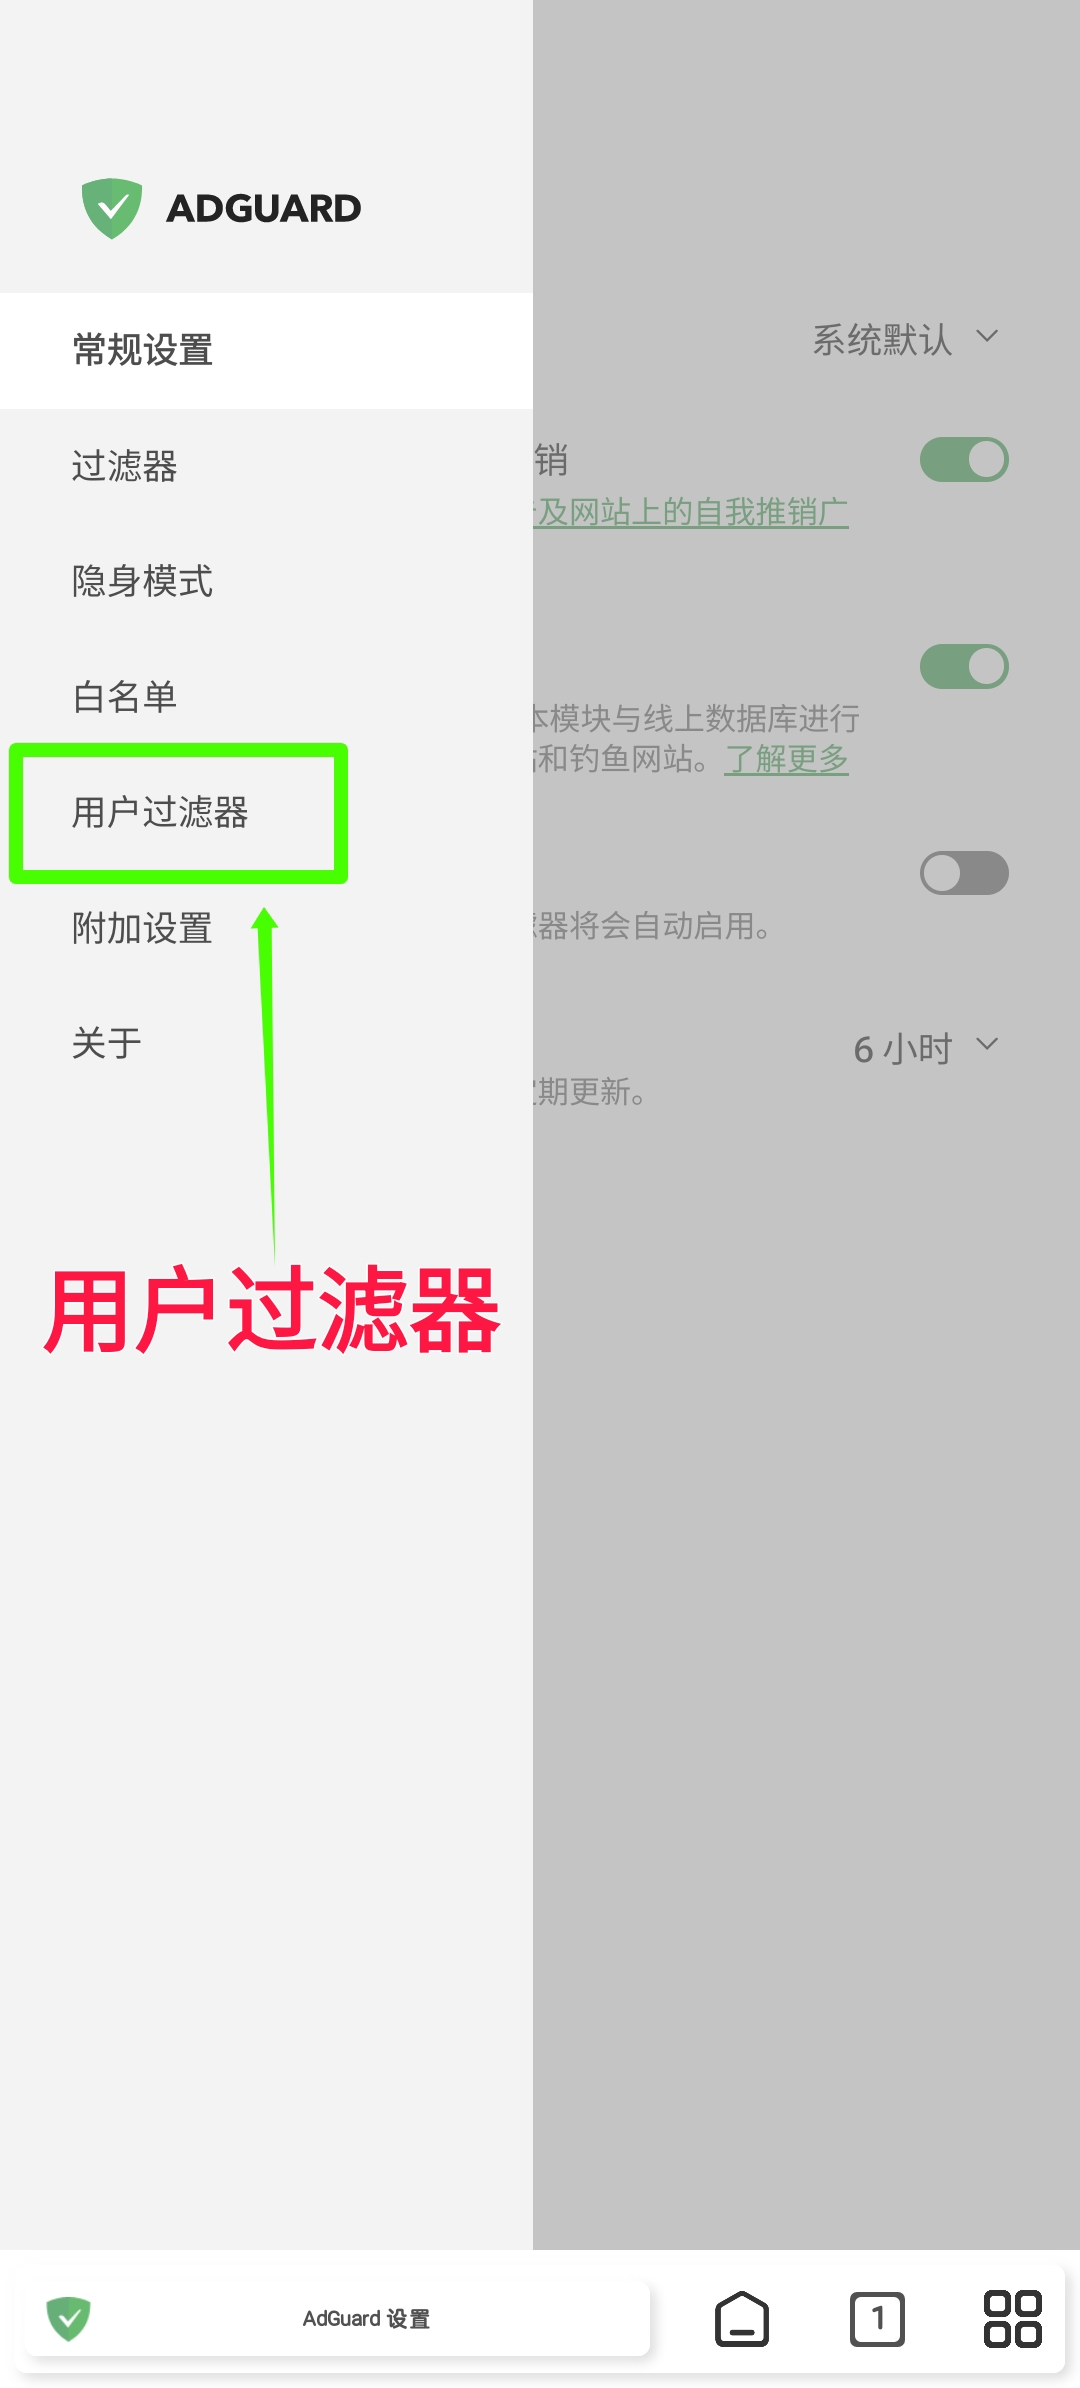 ADGUARD
常规设置
过滤器
隐身模式
白名单
用户过滤器
附加设置
关于
用户过滤器
系统默认
销
及网站上的自我推销广
本模块与线上数据库进行
和钓鱼网站。了解更多
器将会自动启用。
6 小时
期更新。
AdGuard 设置
1